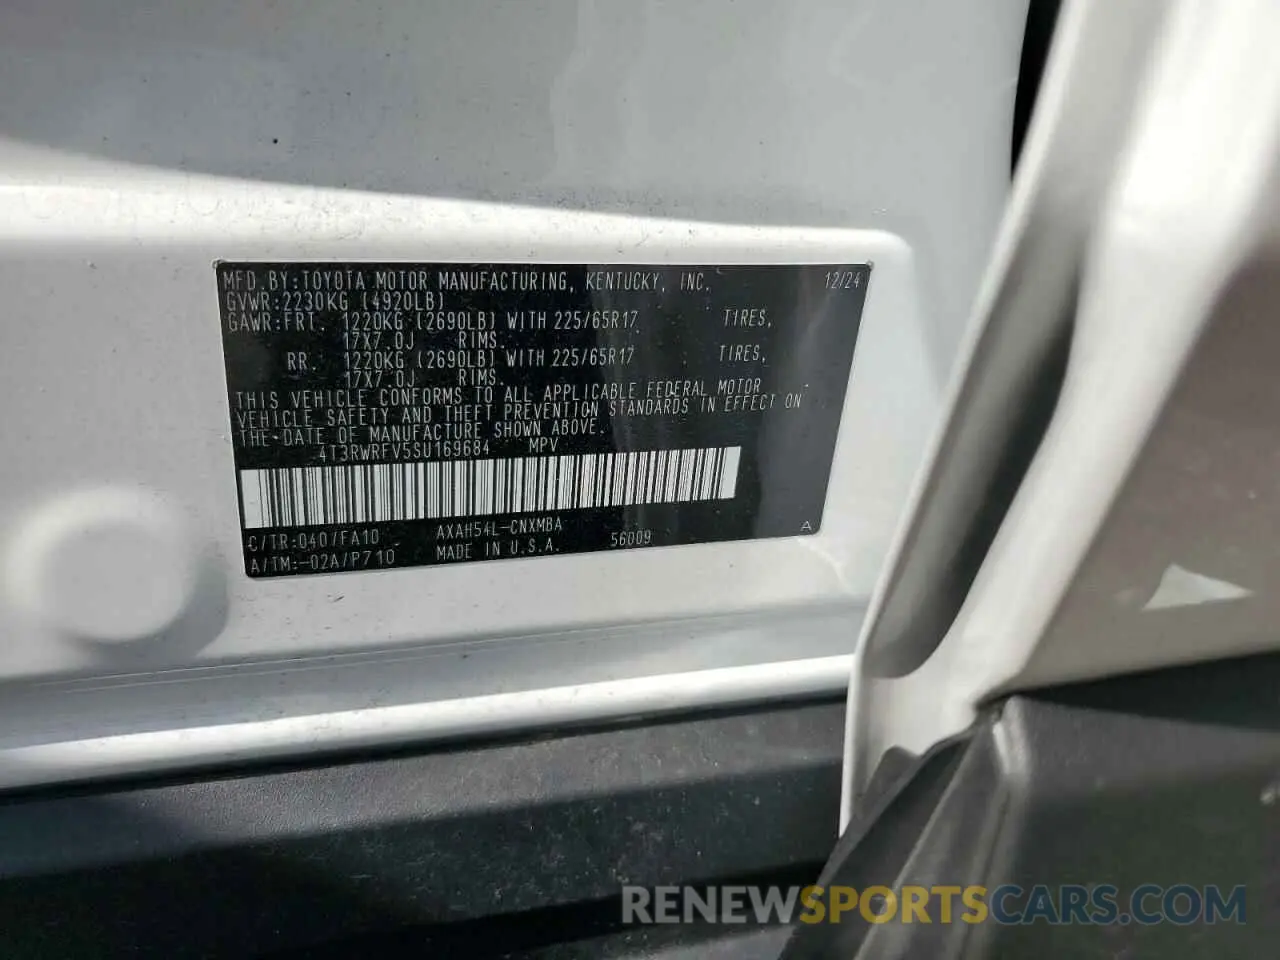 MFD.BY:TOYOTA MOTOR MANUFACTURING, KENTUCKY, INC. 12/24
GVWR:2230KG (4920LB)
GAWR:FRT. 1220KG (2690LB) WITH 225/65R17 TIRES,
17X7.0J RIMS.
RR. 1220KG (2690LB) WITH 225/65R17 TIRES,
17X7.0J RIMS.
THIS VEHICLE CONFORMS TO ALL APPLICABLE FEDERAL MOTOR
VEHICLE SAFETY AND THEFT PREVENTION STANDARDS IN EFFECT ON
THE DATE OF MANUFACTURE SHOWN ABOVE.
4T3RWRFV5SU169684 MPV
C/TR:040/FA10 AXAH54L-CNXMBA A
A/TM:-02A/P710 MADE IN U.S.A. 56009
RENEWSPORTSCARS.COM